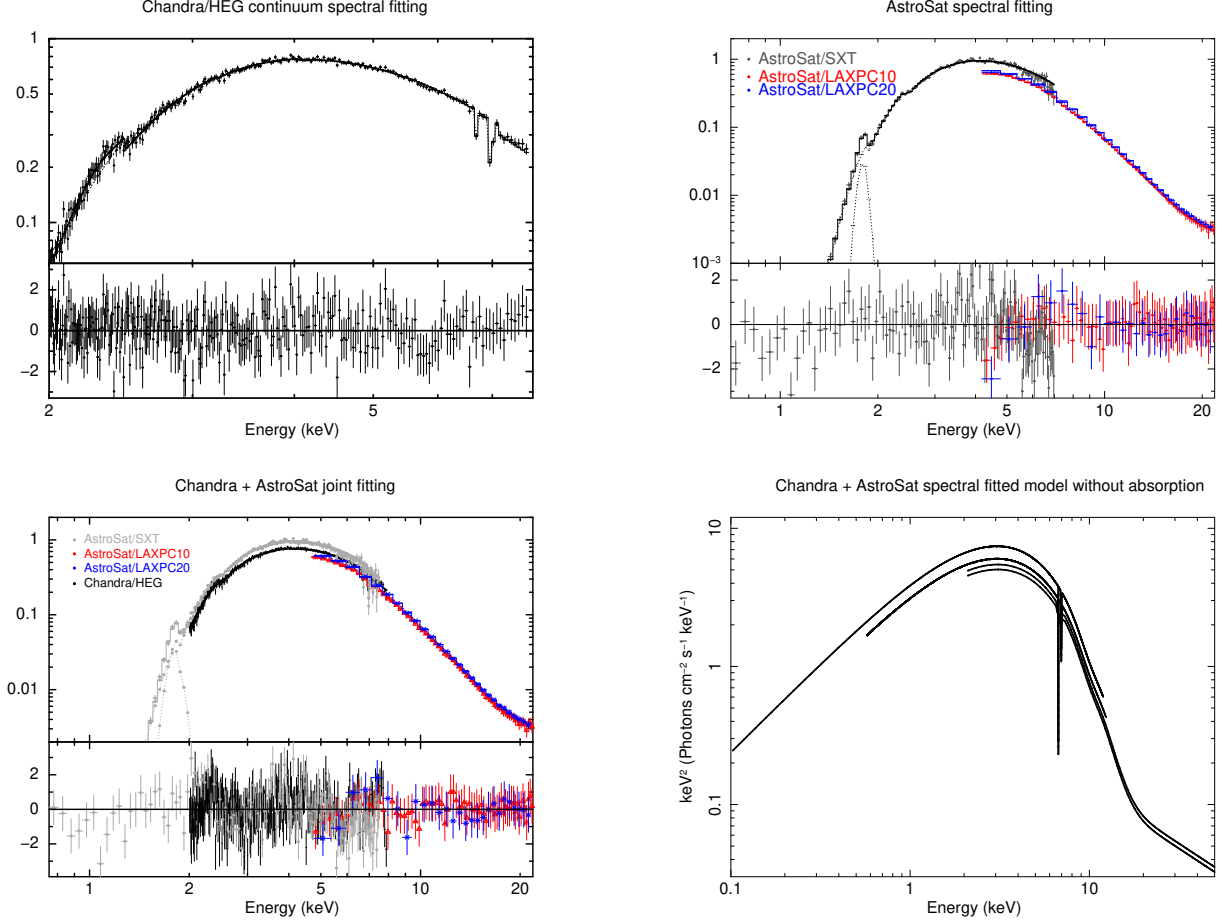 Chandra/HEG continuum spectral fitting
1
0.5
0.1
2
0
−2
2
5
Energy (keV)
AstroSat spectral fitting
AstroSat/SXT
AstroSat/LAXPC10
AstroSat/LAXPC20
1
0.1
0.01
10⁻³
2
0
−2
1
2
5
10
20
Energy (keV)
Chandra + AstroSat joint fitting
AstroSat/SXT
AstroSat/LAXPC10
AstroSat/LAXPC20
Chandra/HEG
1
0.1
0.01
2
0
−2
1
2
5
10
20
Energy (keV)
Chandra + AstroSat spectral fitted model without absorption
keV² (Photons cm⁻² s⁻¹ keV⁻¹)
10
1
0.1
0.1
1
10
Energy (keV)